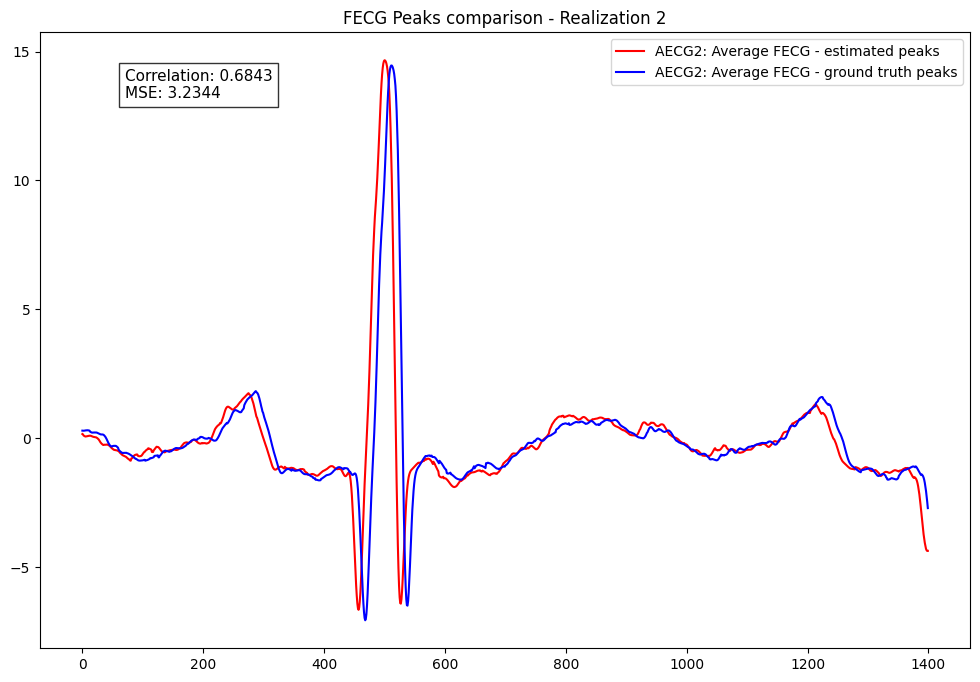 FECG Peaks comparison - Realization 2
AECG2: Average FECG - estimated peaks
AECG2: Average FECG - ground truth peaks
Correlation: 0.6843
MSE: 3.2344
15
10
5
0
−5
0 200 400 600 800 1000 1200 1400